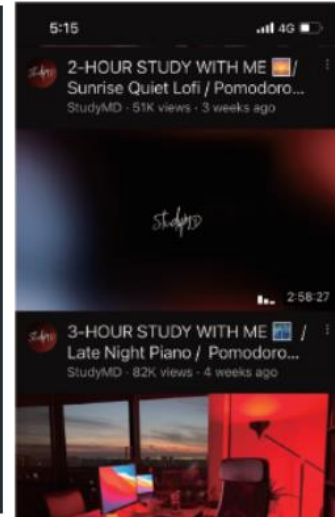 5:15 4G
2-HOUR STUDY WITH ME 🌅/
Sunrise Quiet Lofi / Pomodoro...
StudyMD · 51K views · 3 weeks ago
StudyMD
2:58:27
3-HOUR STUDY WITH ME 🌃 /
Late Night Piano / Pomodoro...
StudyMD · 82K views · 4 weeks ago